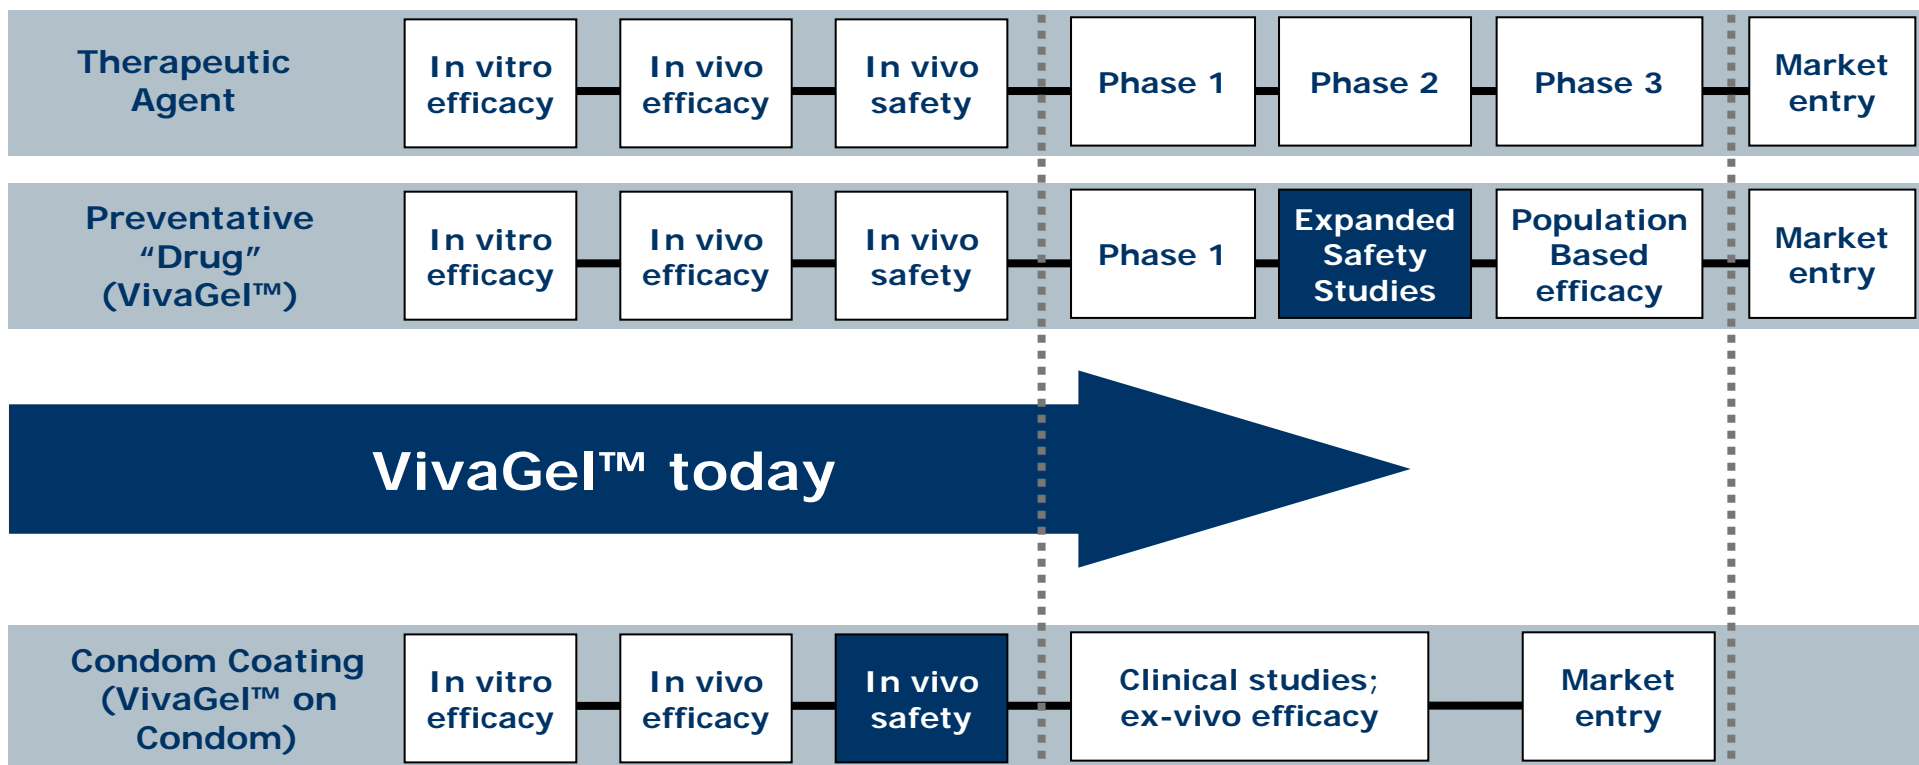 Therapeutic
Agent
In vitro
efficacy
In vivo
efficacy
In vivo
safety
Phase 1
Phase 2
Phase 3
Market
entry
Preventative
“Drug”
(VivaGel™)
In vitro
efficacy
In vivo
efficacy
In vivo
safety
Phase 1
Expanded
Safety
Studies
Population
Based
efficacy
Market
entry
VivaGel™ today
Condom Coating
(VivaGel™ on
Condom)
In vitro
efficacy
In vivo
efficacy
In vivo
safety
Clinical studies;
ex-vivo efficacy
Market
entry